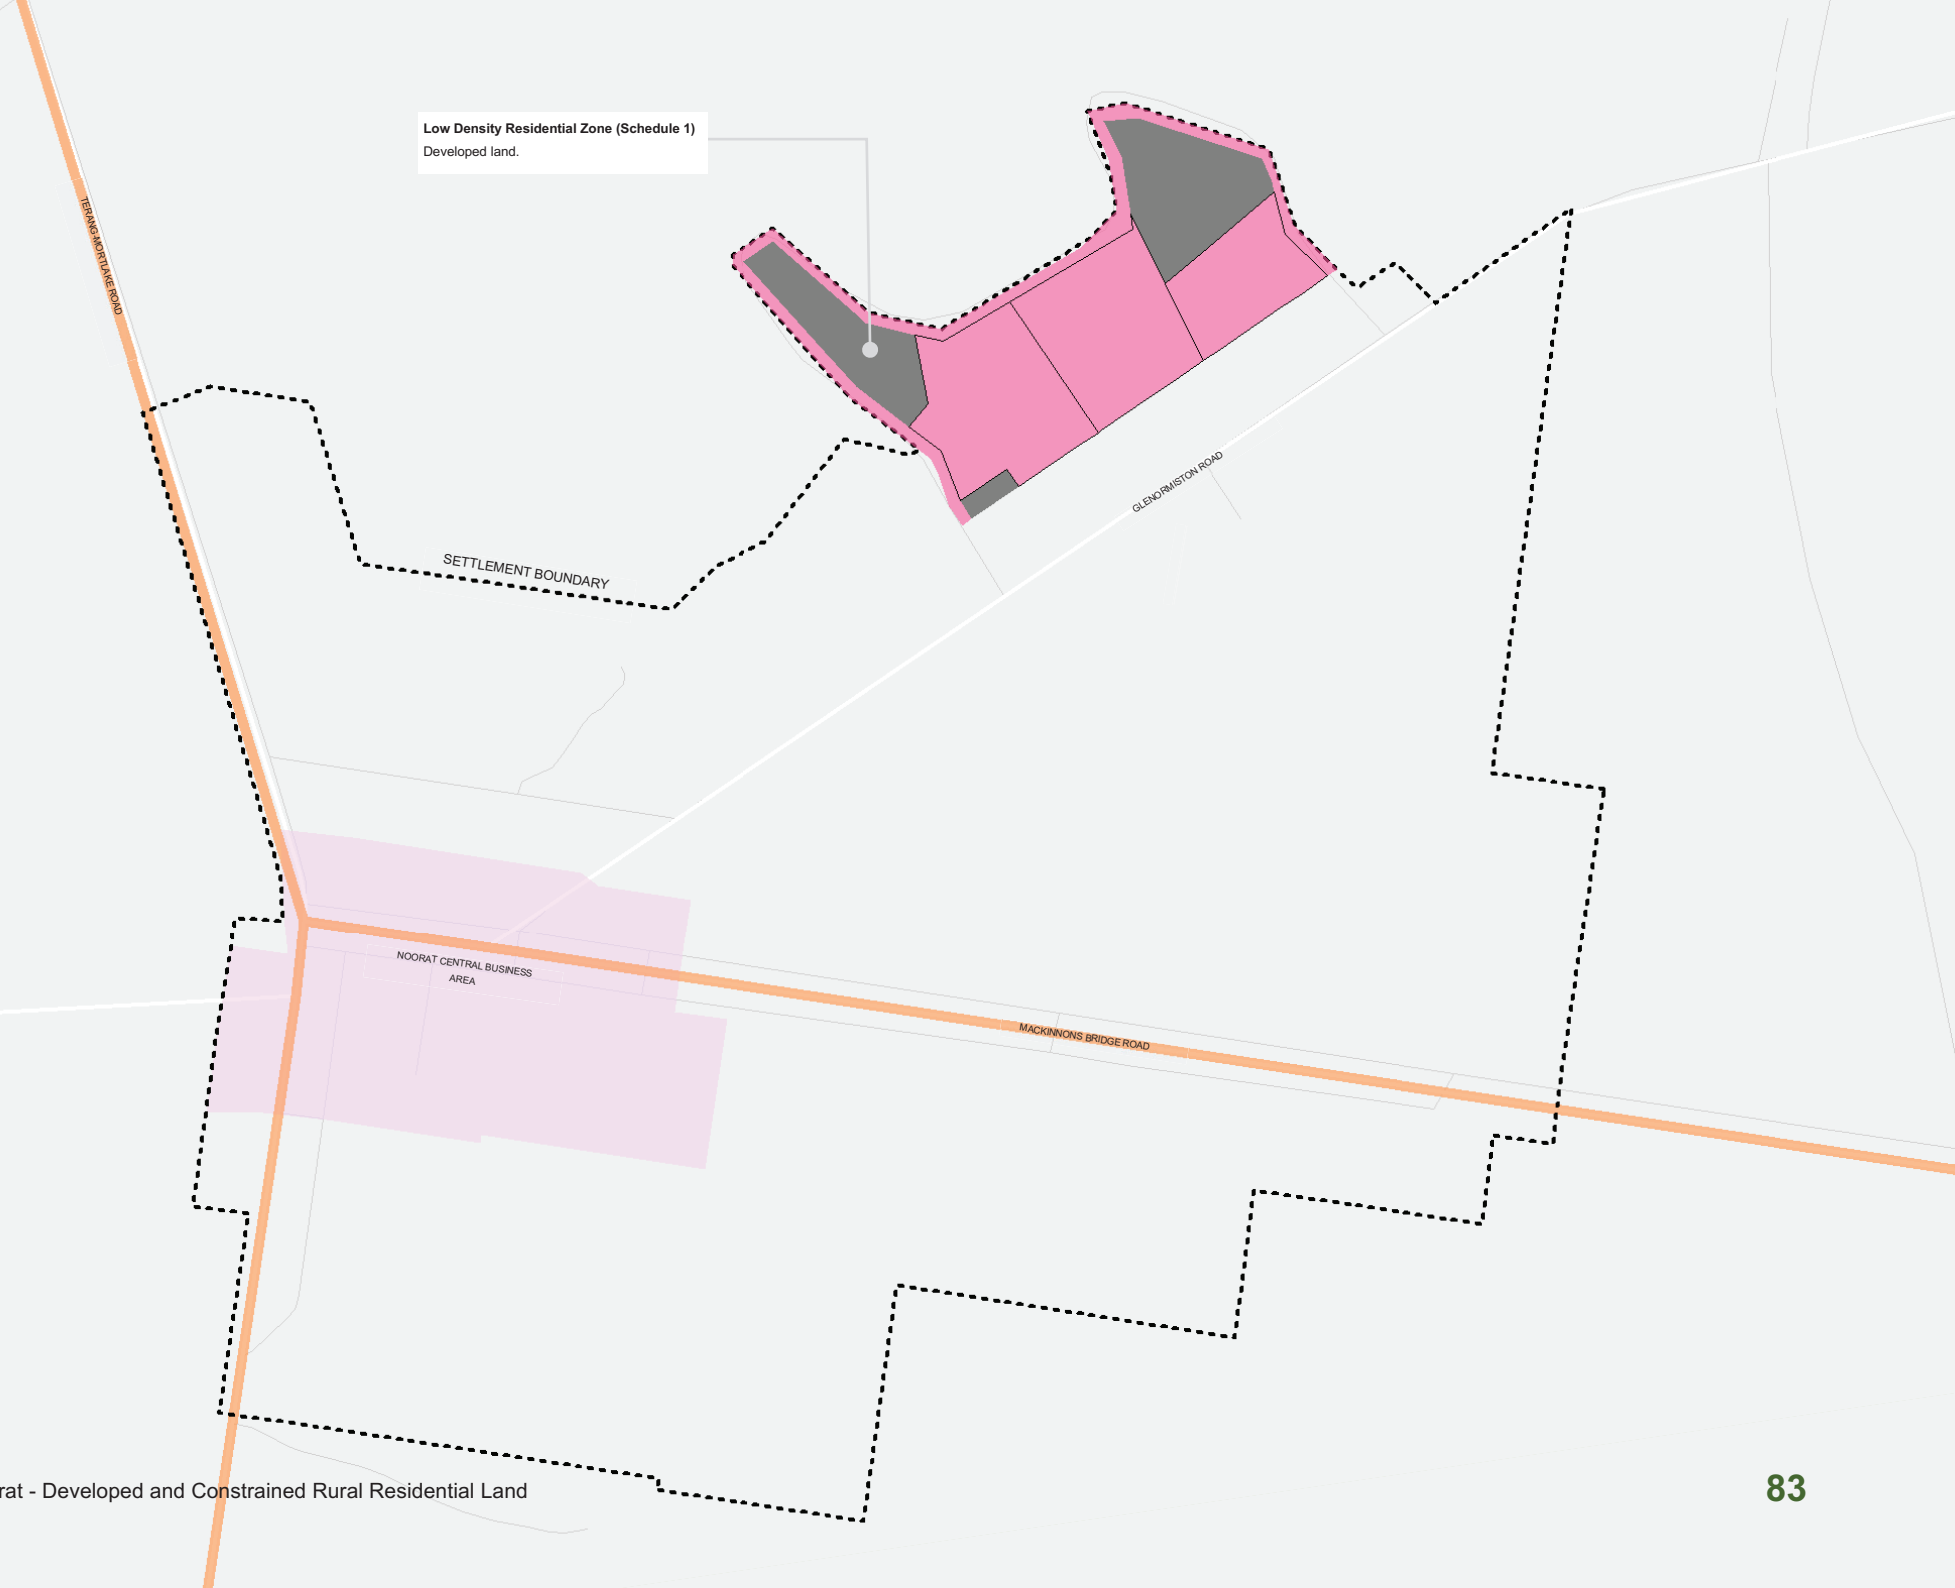 Low Density Residential Zone (Schedule 1)
Developed land.
TERANG-MORTLAKE ROAD
GLENORMISTON ROAD
SETTLEMENT BOUNDARY
NOORAT CENTRAL BUSINESS
AREA
MACKINNONS BRIDGE ROAD
rat - Developed and Constrained Rural Residential Land
83